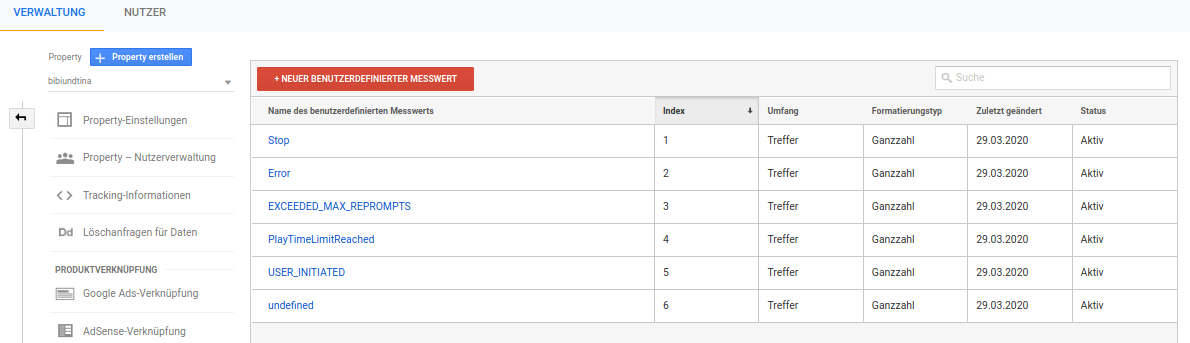 VERWALTUNG NUTZER
Property + Property erstellen
bibiundtina
Property-Einstellungen
Property – Nutzerverwaltung
Tracking-Informationen
Dd Löschanfragen für Daten
PRODUKTVERKNÜPFUNG
Google Ads-Verknüpfung
AdSense-Verknüpfung
+ NEUER BENUTZERDEFINIERTER MESSWERT Suche
Name des benutzerdefinierten Messwerts Index Umfang Formatierungstyp Zuletzt geändert Status
Stop 1 Treffer Ganzzahl 29.03.2020 Aktiv
Error 2 Treffer Ganzzahl 29.03.2020 Aktiv
EXCEEDED_MAX_REPROMPTS 3 Treffer Ganzzahl 29.03.2020 Aktiv
PlayTimeLimitReached 4 Treffer Ganzzahl 29.03.2020 Aktiv
USER_INITIATED 5 Treffer Ganzzahl 29.03.2020 Aktiv
undefined 6 Treffer Ganzzahl 29.03.2020 Aktiv